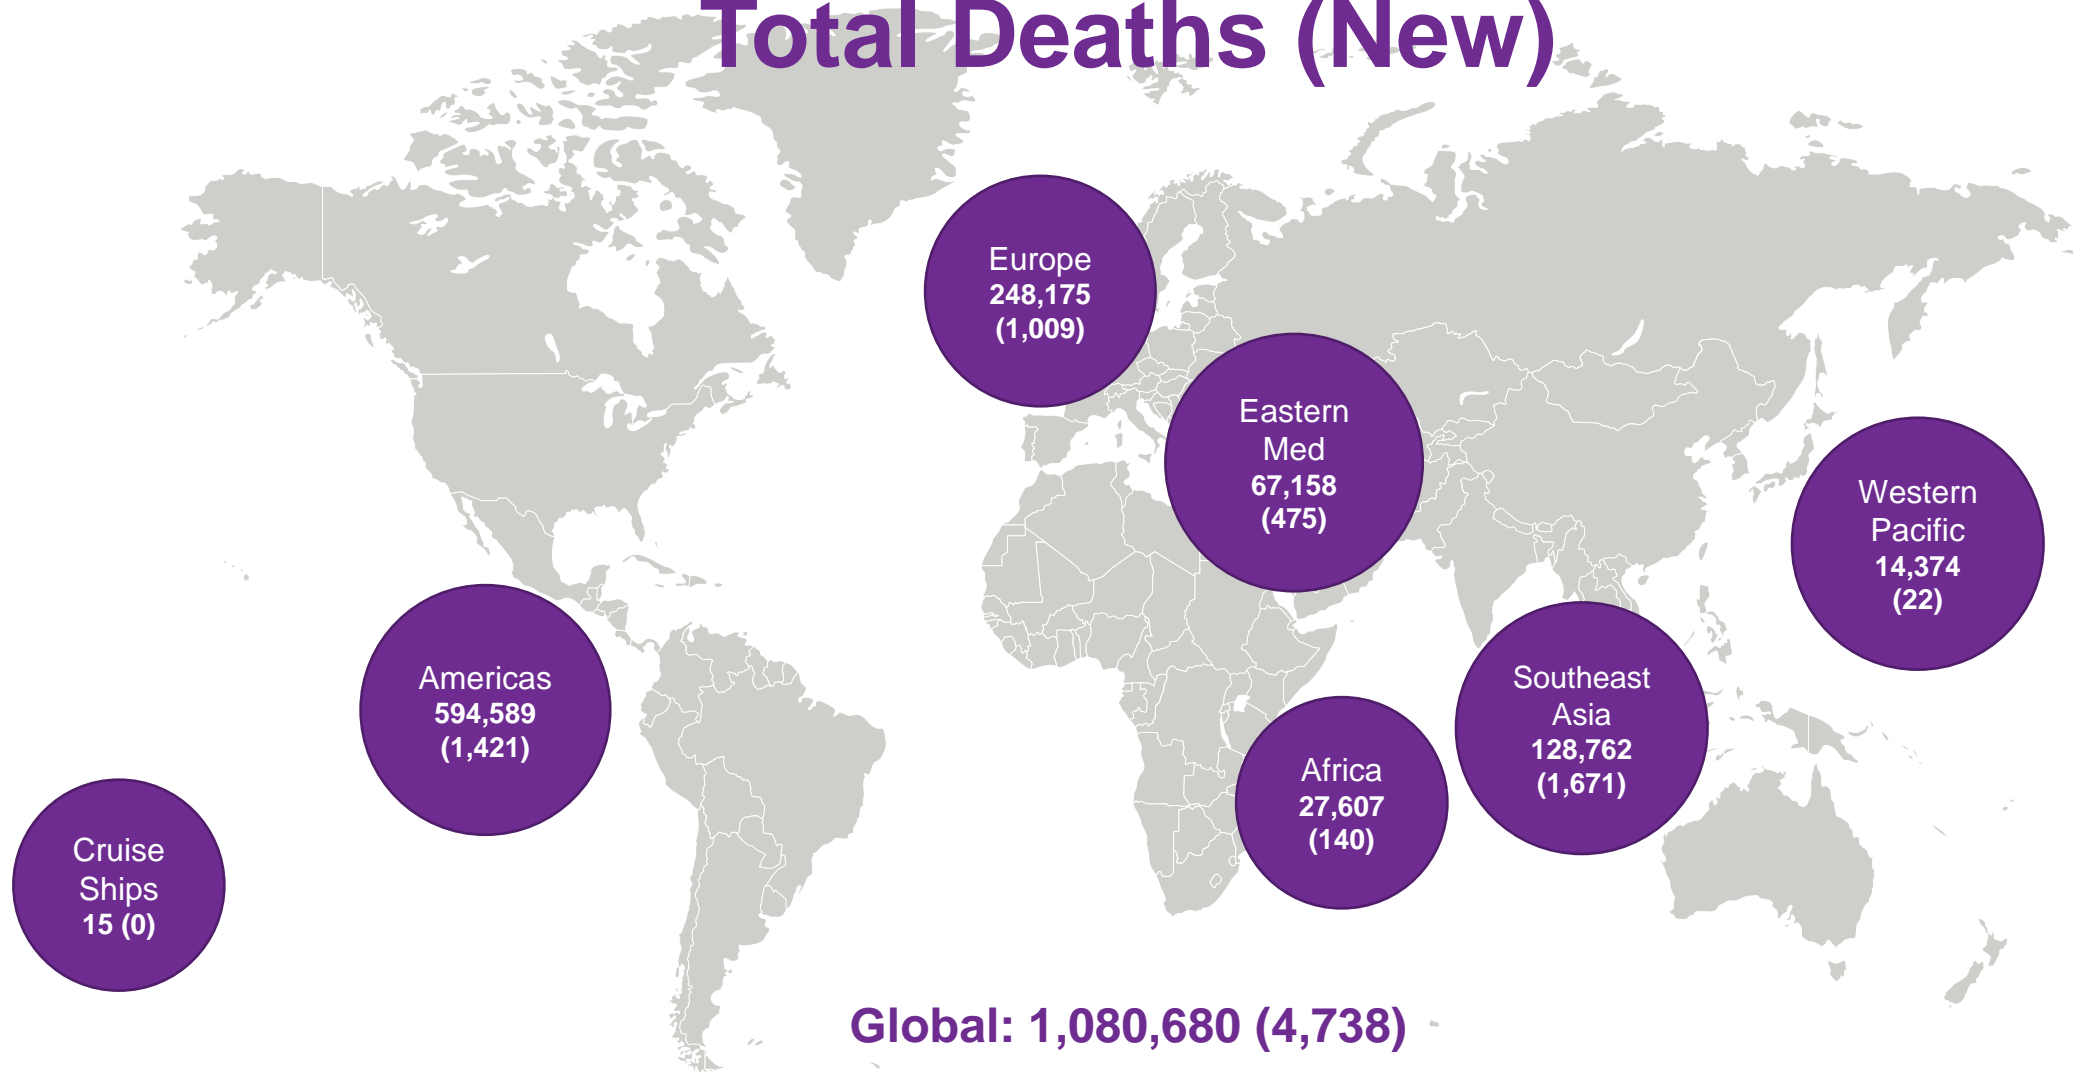 Total Deaths (New)
Europe
248,175
(1,009)
Eastern
Med
67,158
(475)
Western
Pacific
14,374
(22)
Americas
594,589
(1,421)
Southeast
Asia
128,762
(1,671)
Africa
27,607
(140)
Cruise
Ships
15 (0)
Global: 1,080,680 (4,738)